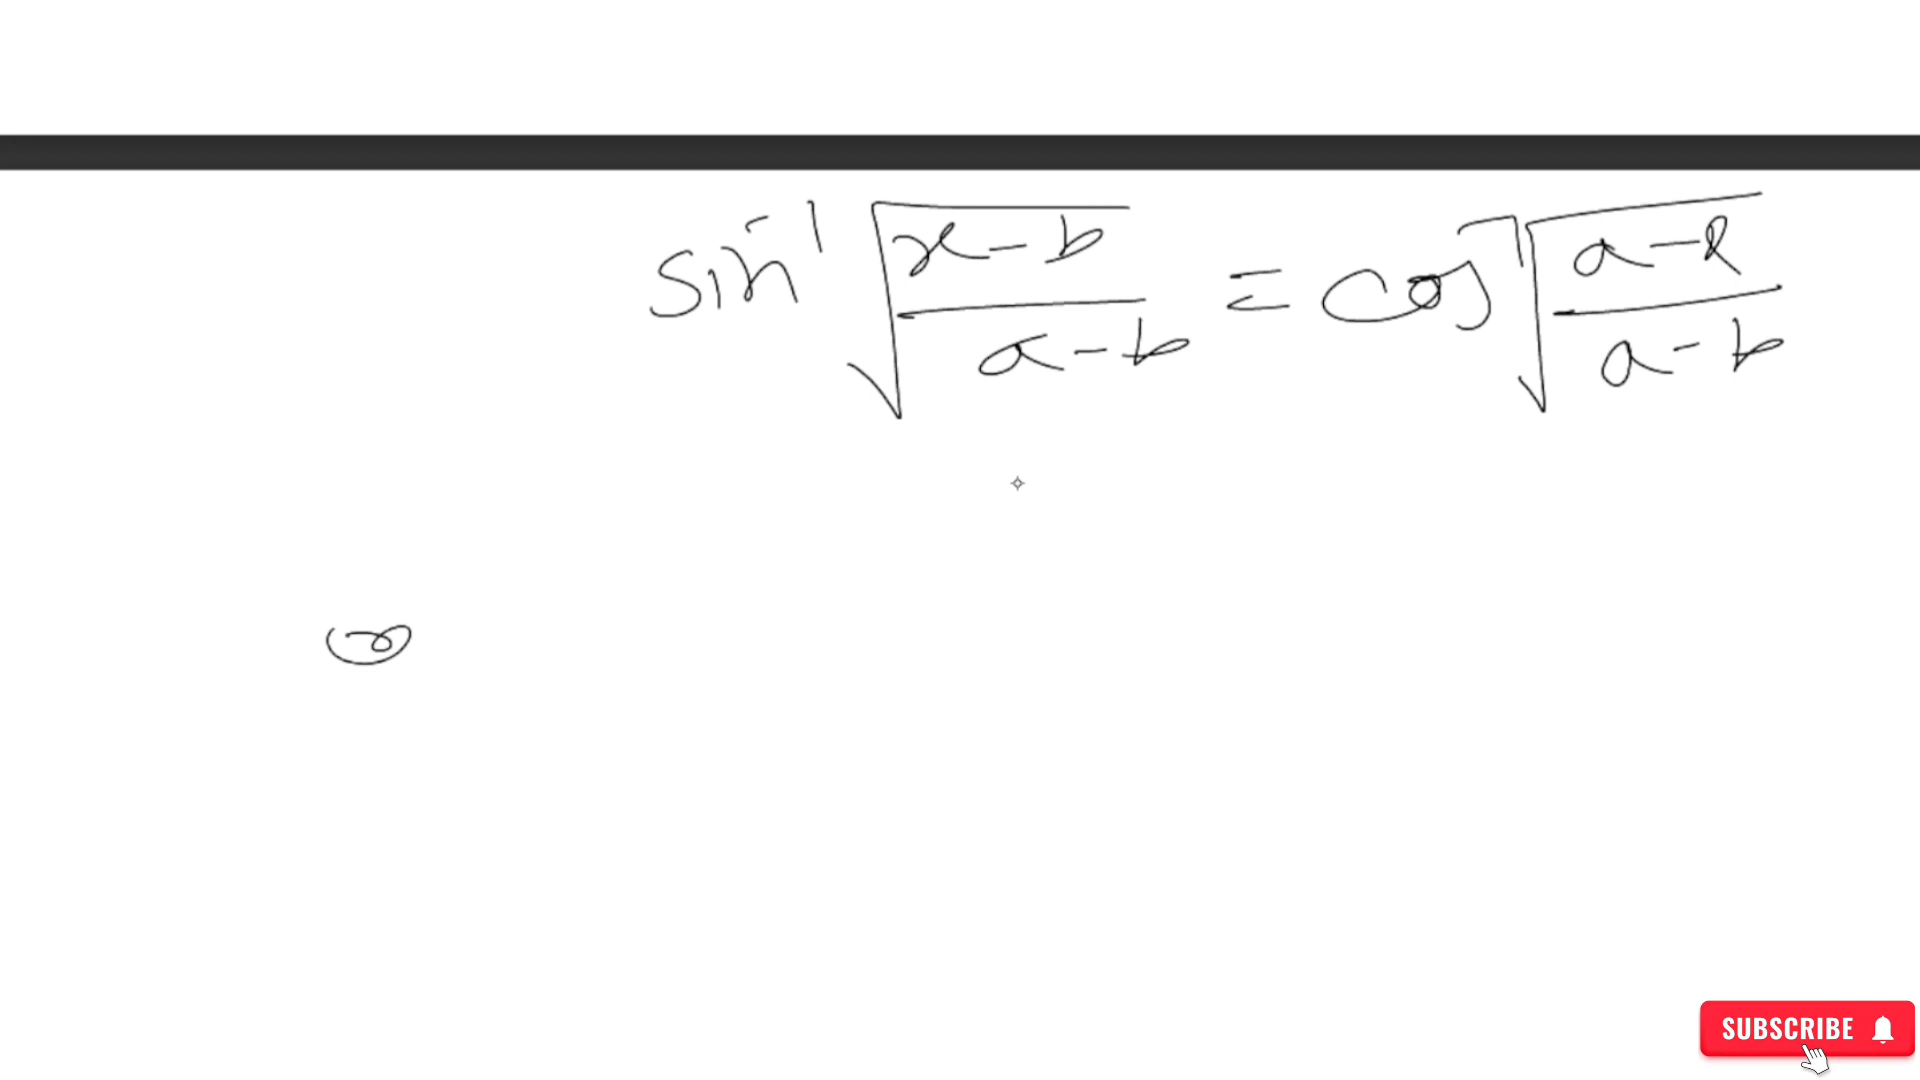 sin⁻¹ √((x-b)/(a-b)) = cos⁻¹ √((a-x)/(a-b))
SUBSCRIBE